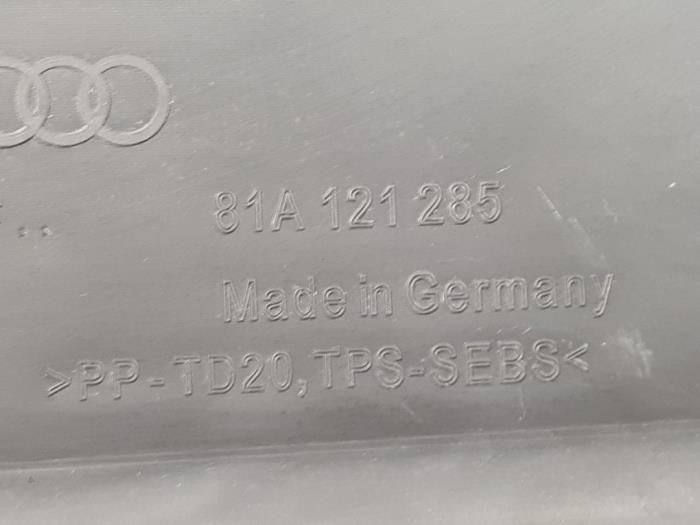 81A 121 285
Made in Germany
>PP-TD20,TPS-SEBS<